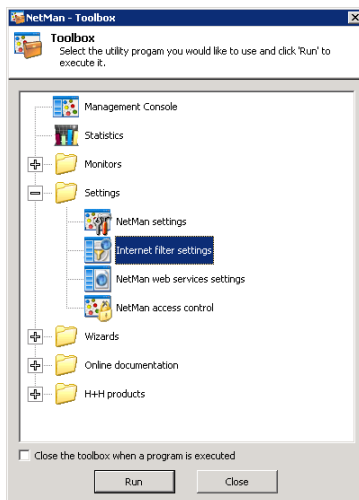 NetMan - Toolbox
Toolbox
Select the utility progam you would like to use and click 'Run' to
execute it.
Management Console
Statistics
Monitors
Settings
NetMan settings
Internet filter settings
NetMan web services settings
NetMan access control
Wizards
Online documentation
H+H products
Close the toolbox when a program is executed
Run
Close